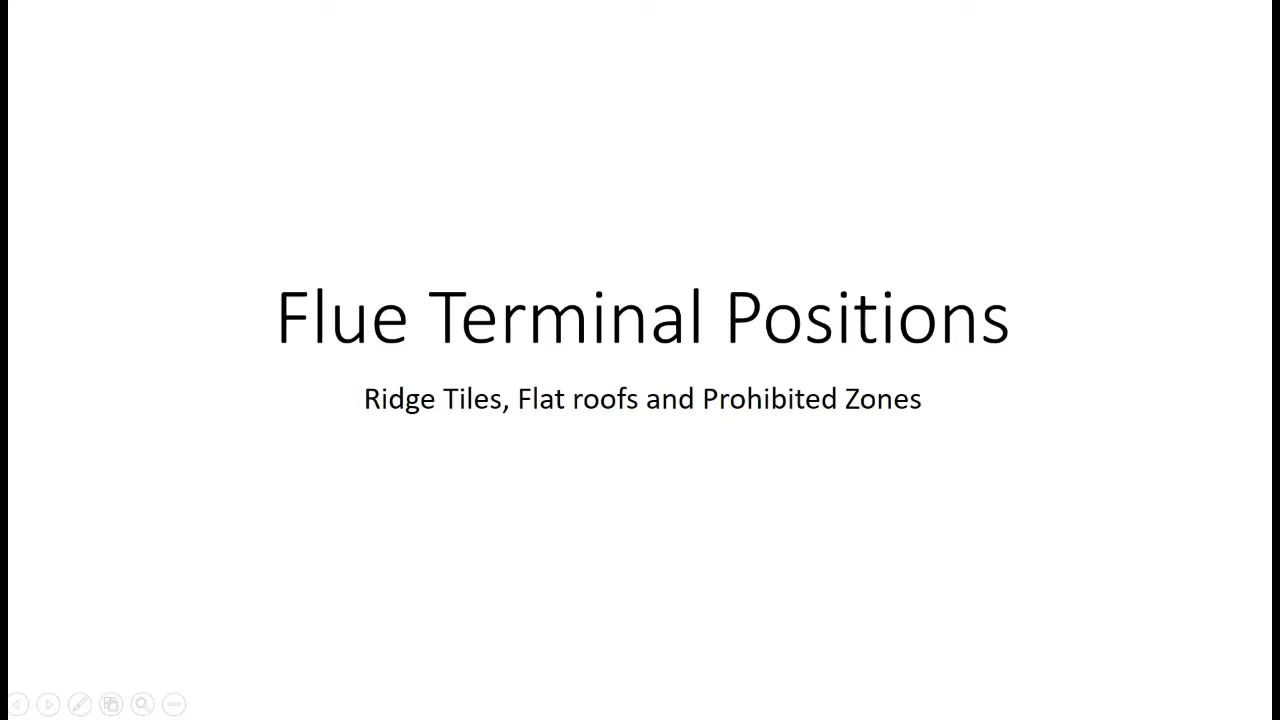 Flue Terminal Positions
Ridge Tiles, Flat roofs and Prohibited Zones